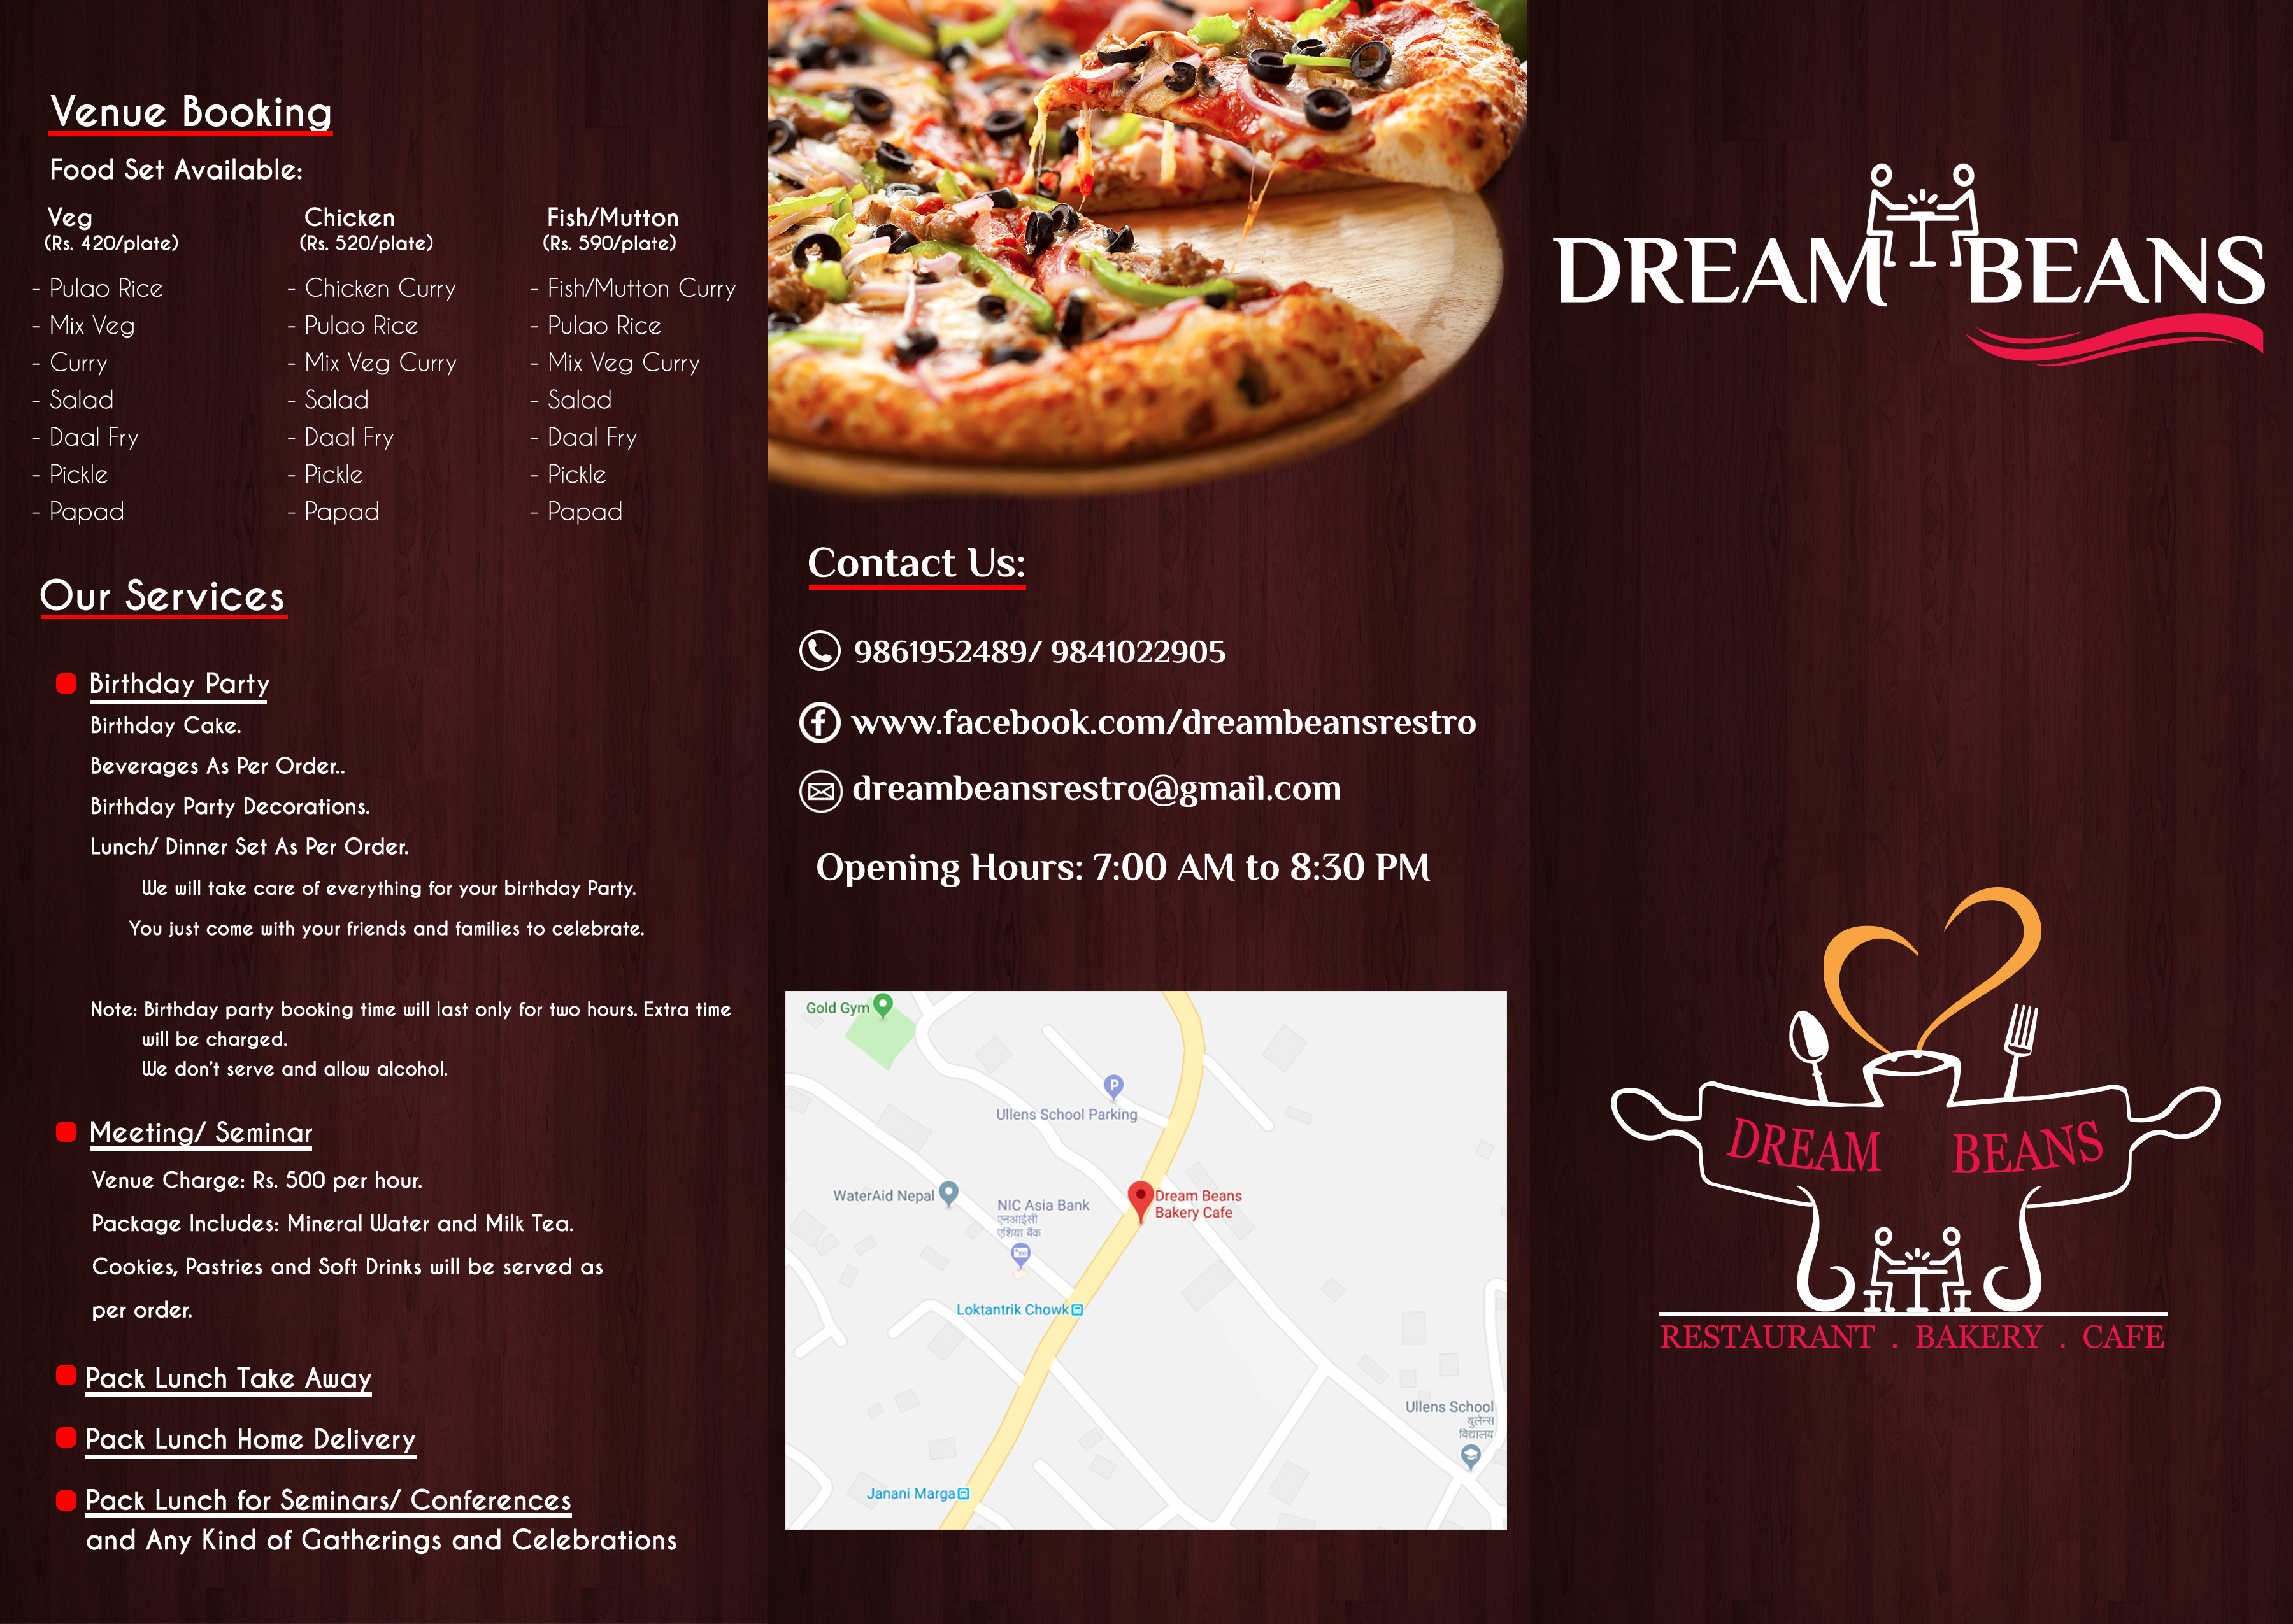 Venue Booking
Food Set Available:
Veg
(Rs. 420/plate)
- Pulao Rice
- Mix Veg
- Curry
- Salad
- Daal Fry
- Pickle
- Papad
Chicken
(Rs. 520/plate)
- Chicken Curry
- Pulao Rice
- Mix Veg Curry
- Salad
- Daal Fry
- Pickle
- Papad
Fish/Mutton
(Rs. 590/plate)
- Fish/Mutton Curry
- Pulao Rice
- Mix Veg Curry
- Salad
- Daal Fry
- Pickle
- Papad
Our Services
Birthday Party
Birthday Cake.
Beverages As Per Order..
Birthday Party Decorations.
Lunch/ Dinner Set As Per Order.
We will take care of everything for your birthday Party.
You just come with your friends and families to celebrate.
Note: Birthday party booking time will last only for two hours. Extra time
will be charged.
We don't serve and allow alcohol.
Meeting/ Seminar
Venue Charge: Rs. 500 per hour.
Package Includes: Mineral Water and Milk Tea.
Cookies, Pastries and Soft Drinks will be served as
per order.
Pack Lunch Take Away
Pack Lunch Home Delivery
Pack Lunch for Seminars/ Conferences
and Any Kind of Gatherings and Celebrations
Contact Us:
9861952489/ 9841022905
www.facebook.com/dreambeansrestro
dreambeansrestro@gmail.com
Opening Hours: 7:00 AM to 8:30 PM
Gold Gym
P
Ullens School Parking
WaterAid Nepal
NIC Asia Bank
एनआईसी
एशिया बैंक
Dream Beans
Bakery Cafe
Loktantrik Chowk
Ullens School
युलेन्स
विद्यालय
Janani Marga
DREAM BEANS
DREAM BEANS
RESTAURANT . BAKERY . CAFE